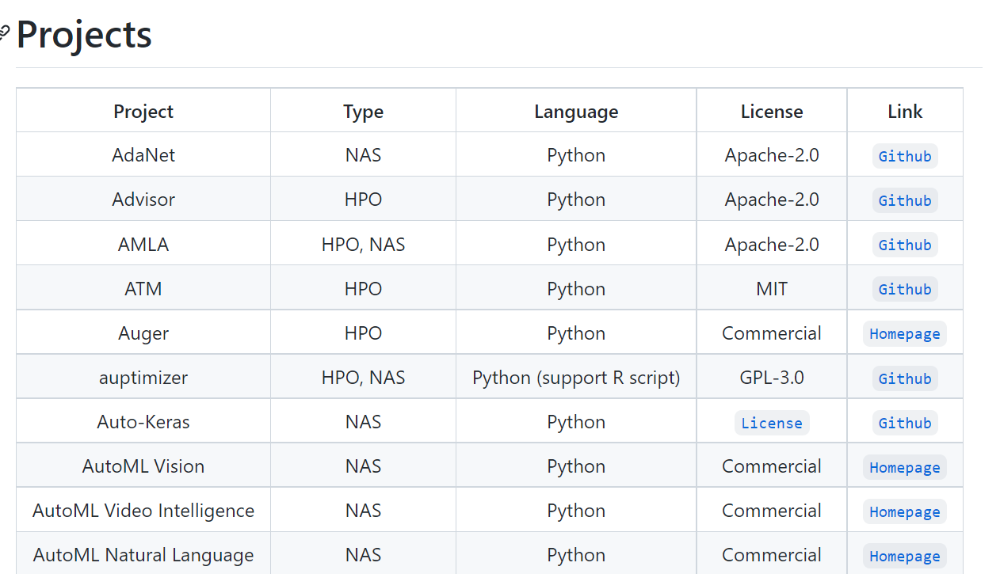 Projects
Project Type Language License Link
AdaNet NAS Python Apache-2.0 Github
Advisor HPO Python Apache-2.0 Github
AMLA HPO, NAS Python Apache-2.0 Github
ATM HPO Python MIT Github
Auger HPO Python Commercial Homepage
auptimizer HPO, NAS Python (support R script) GPL-3.0 Github
Auto-Keras NAS Python License Github
AutoML Vision NAS Python Commercial Homepage
AutoML Video Intelligence NAS Python Commercial Homepage
AutoML Natural Language NAS Python Commercial Homepage